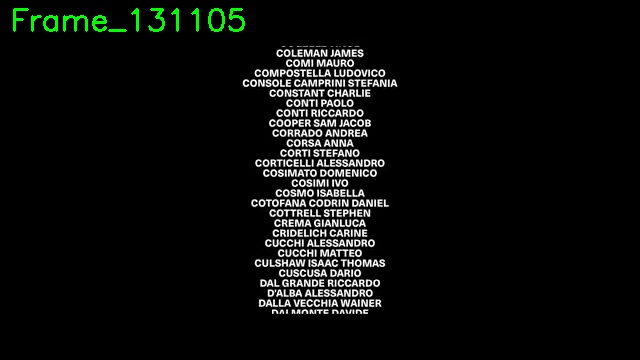 Frame_131105
COLEMAN JAMES
COMI MAURO
COMPOSTELLA LUDOVICO
CONSOLE CAMPRINI STEFANIA
CONSTANT CHARLIE
CONTI PAOLO
CONTI RICCARDO
COOPER SAM JACOB
CORRADO ANDREA
CORSA ANNA
CORTI STEFANO
CORTICELLI ALESSANDRO
COSIMATO DOMENICO
COSIMI IVO
COSMO ISABELLA
COTOFANA CODRIN DANIEL
COTTRELL STEPHEN
CREMA GIANLUCA
CRIDELICH CARINE
CUCCHI ALESSANDRO
CUCCHI MATTEO
CULSHAW ISAAC THOMAS
CUSCUSA DARIO
DAL GRANDE RICCARDO
D'ALBA ALESSANDRO
DALLA VECCHIA WAINER
DALMONTE DAVIDE